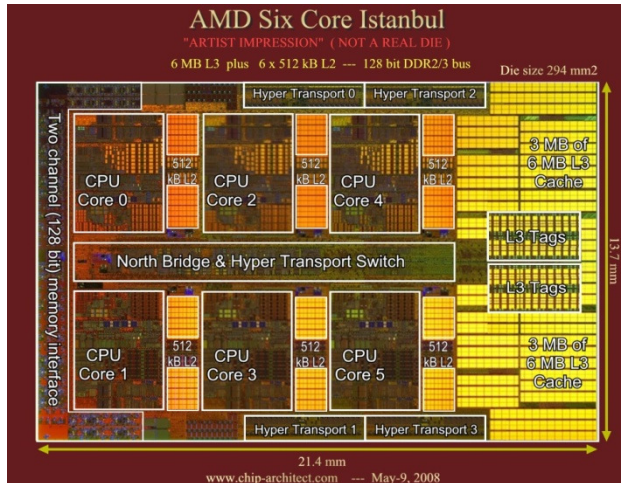 AMD Six Core Istanbul
"ARTIST IMPRESSION" ( NOT A REAL DIE )
6 MB L3 plus 6 x 512 kB L2 --- 128 bit DDR2/3 bus
Die size 294 mm2
Hyper Transport 0
Hyper Transport 2
Two channel (128 bit) memory interface
CPU
Core 0
512
kB L2
CPU
Core 2
512
kB L2
CPU
Core 4
512
kB L2
3 MB of
6 MB L3
Cache
L3 Tags
North Bridge & Hyper Transport Switch
L3 Tags
13.7 mm
CPU
Core 1
512
kB L2
CPU
Core 3
512
kB L2
CPU
Core 5
512
kB L2
3 MB of
6 MB L3
Cache
Hyper Transport 1
Hyper Transport 3
21.4 mm
www.chip-architect.com --- May-9, 2008